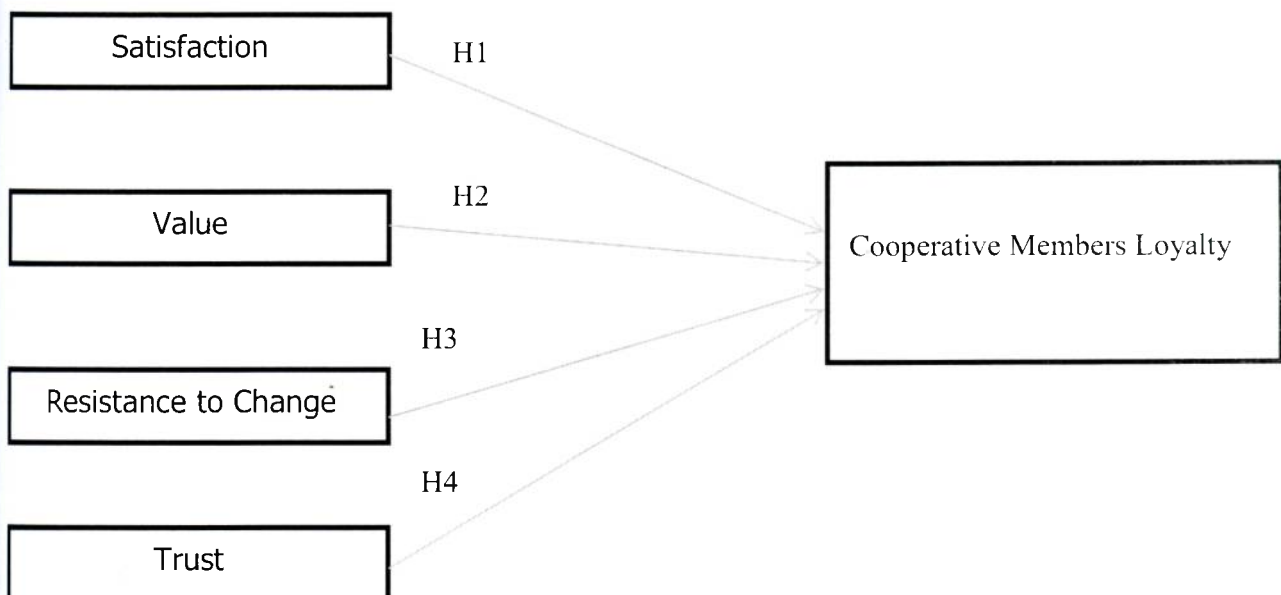 Satisfaction
H1
Value
H2
Cooperative Members Loyalty
H3
Resistance to Change
H4
Trust